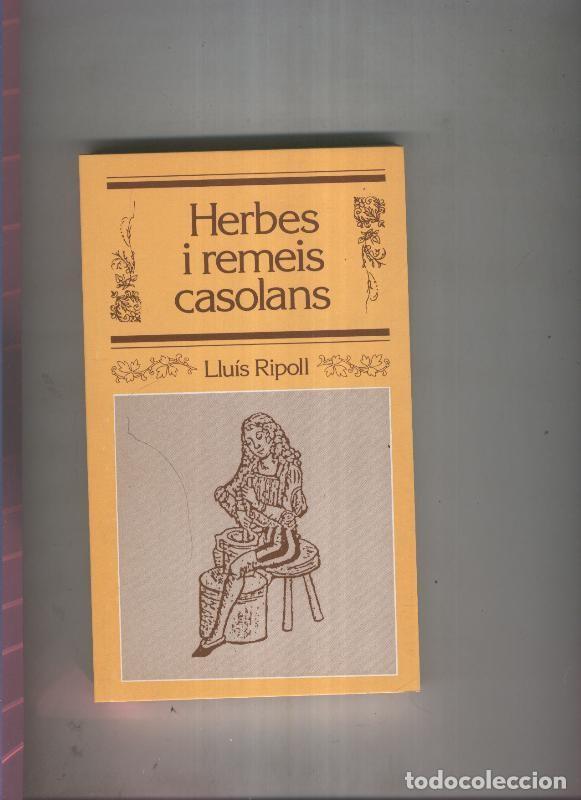 Herbes
i remeis
casolans
Lluís Ripoll
todocoleccion